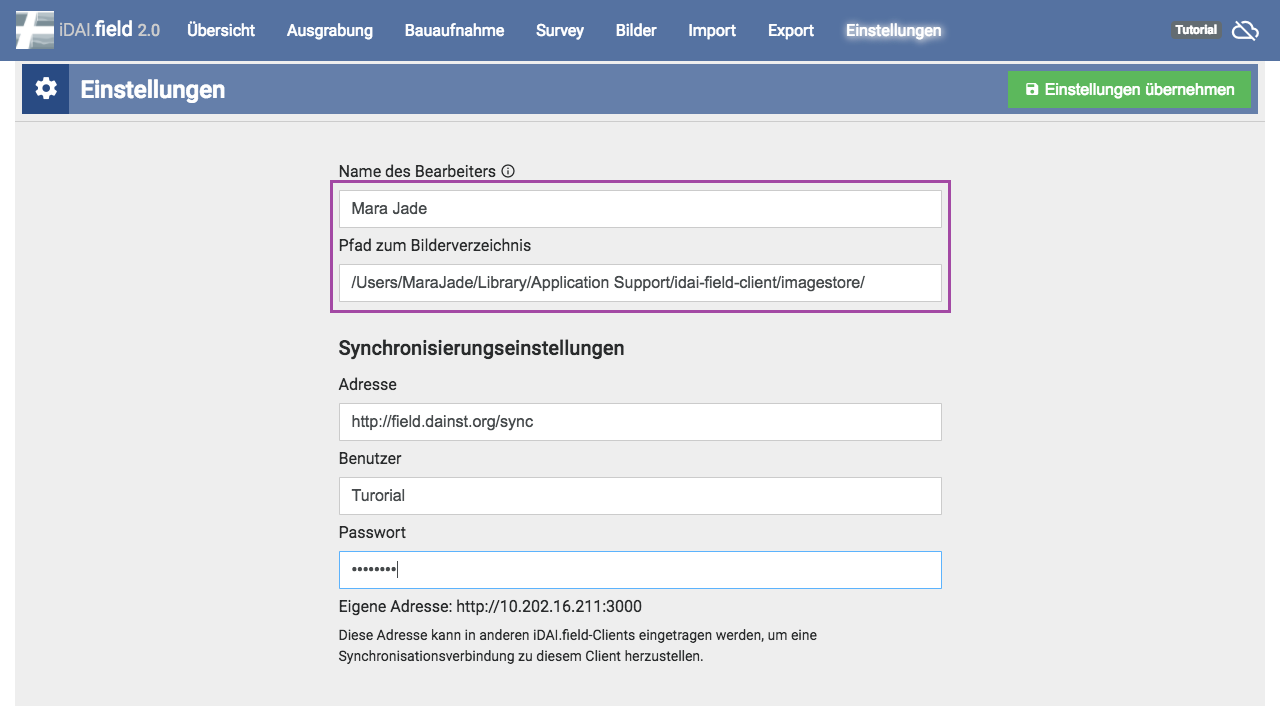 iDAI.field 2.0 Übersicht Ausgrabung Bauaufnahme Survey Bilder Import Export Einstellungen Tutorial
Einstellungen Einstellungen übernehmen
Name des Bearbeiters
Mara Jade
Pfad zum Bilderverzeichnis
/Users/MaraJade/Library/Application Support/idai-field-client/imagestore/
Synchronisierungseinstellungen
Adresse
http://field.dainst.org/sync
Benutzer
Turorial
Passwort
••••••••
Eigene Adresse: http://10.202.16.211:3000
Diese Adresse kann in anderen iDAI.field-Clients eingetragen werden, um eine
Synchronisationsverbindung zu diesem Client herzustellen.